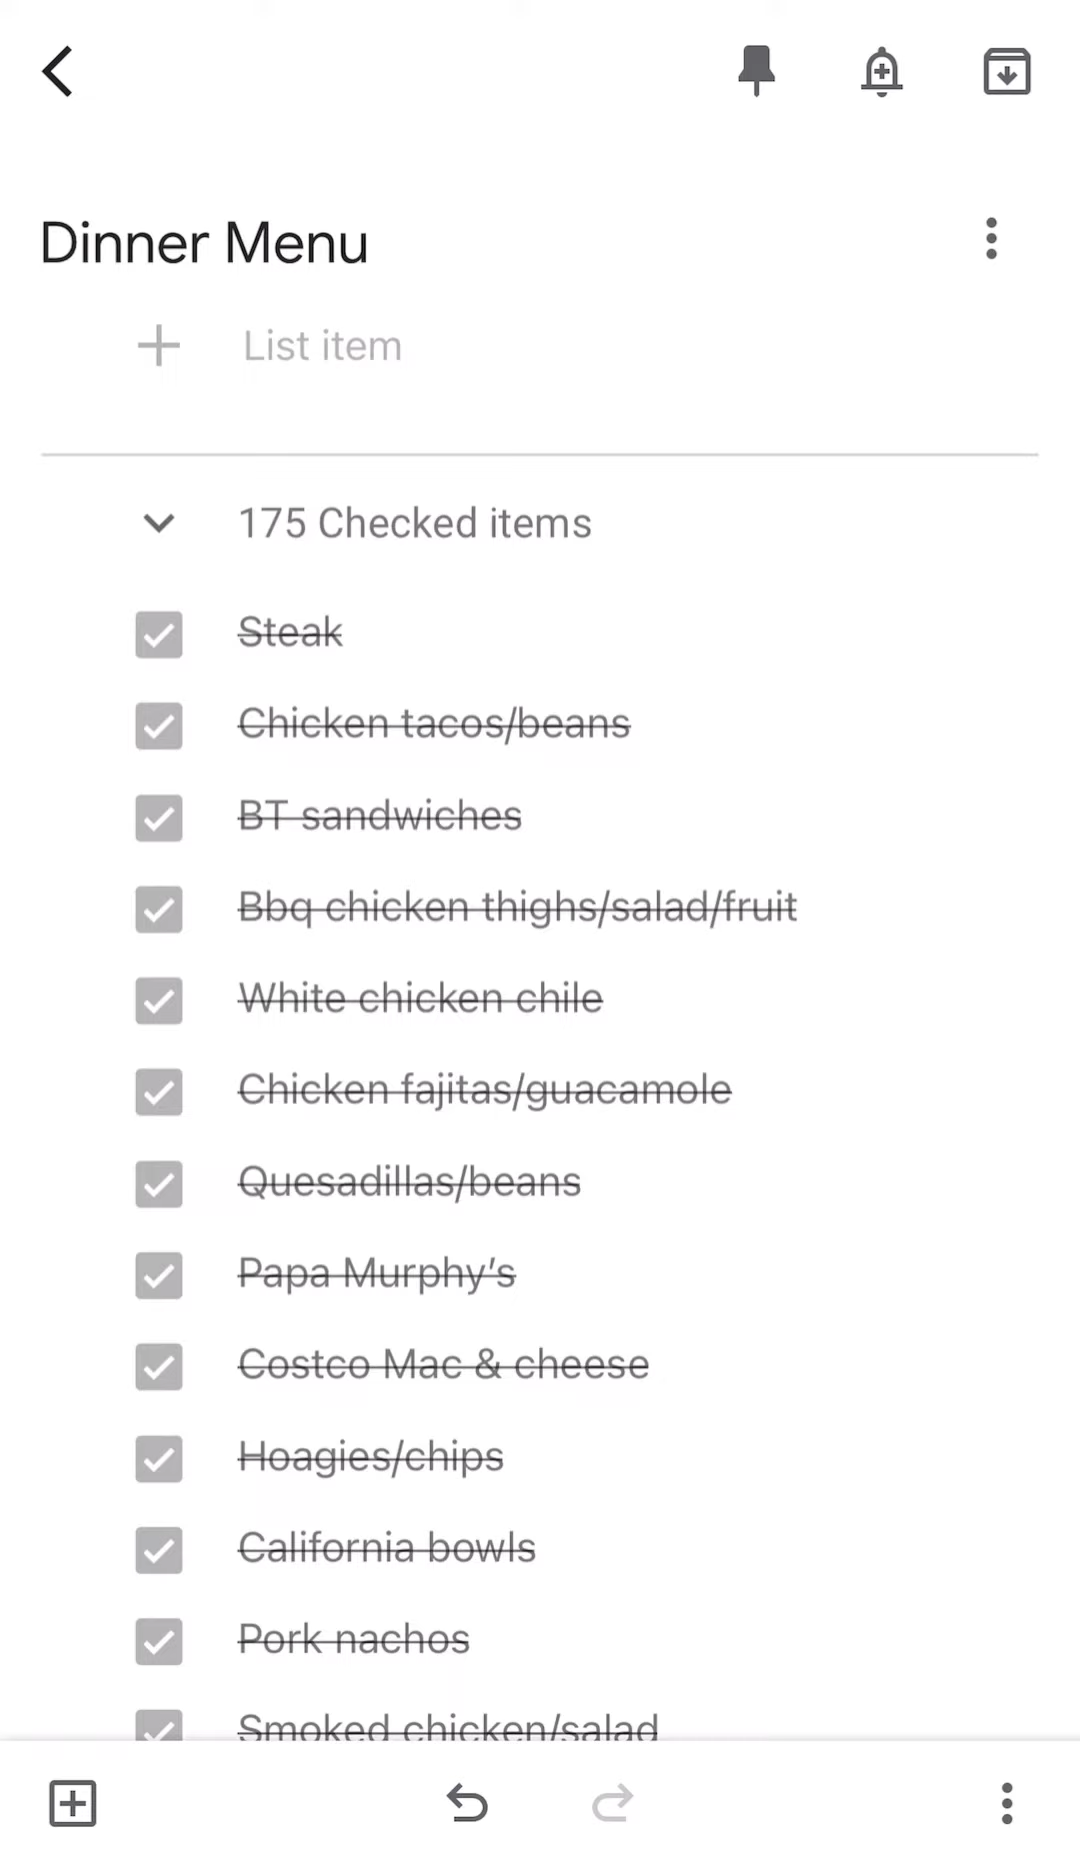 Dinner Menu
List item
175 Checked items
Steak
Chicken tacos/beans
BT sandwiches
Bbq chicken thighs/salad/fruit
White chicken chile
Chicken fajitas/guacamole
Quesadillas/beans
Papa Murphy's
Costco Mac & cheese
Hoagies/chips
California bowls
Pork nachos
Smoked chicken/salad